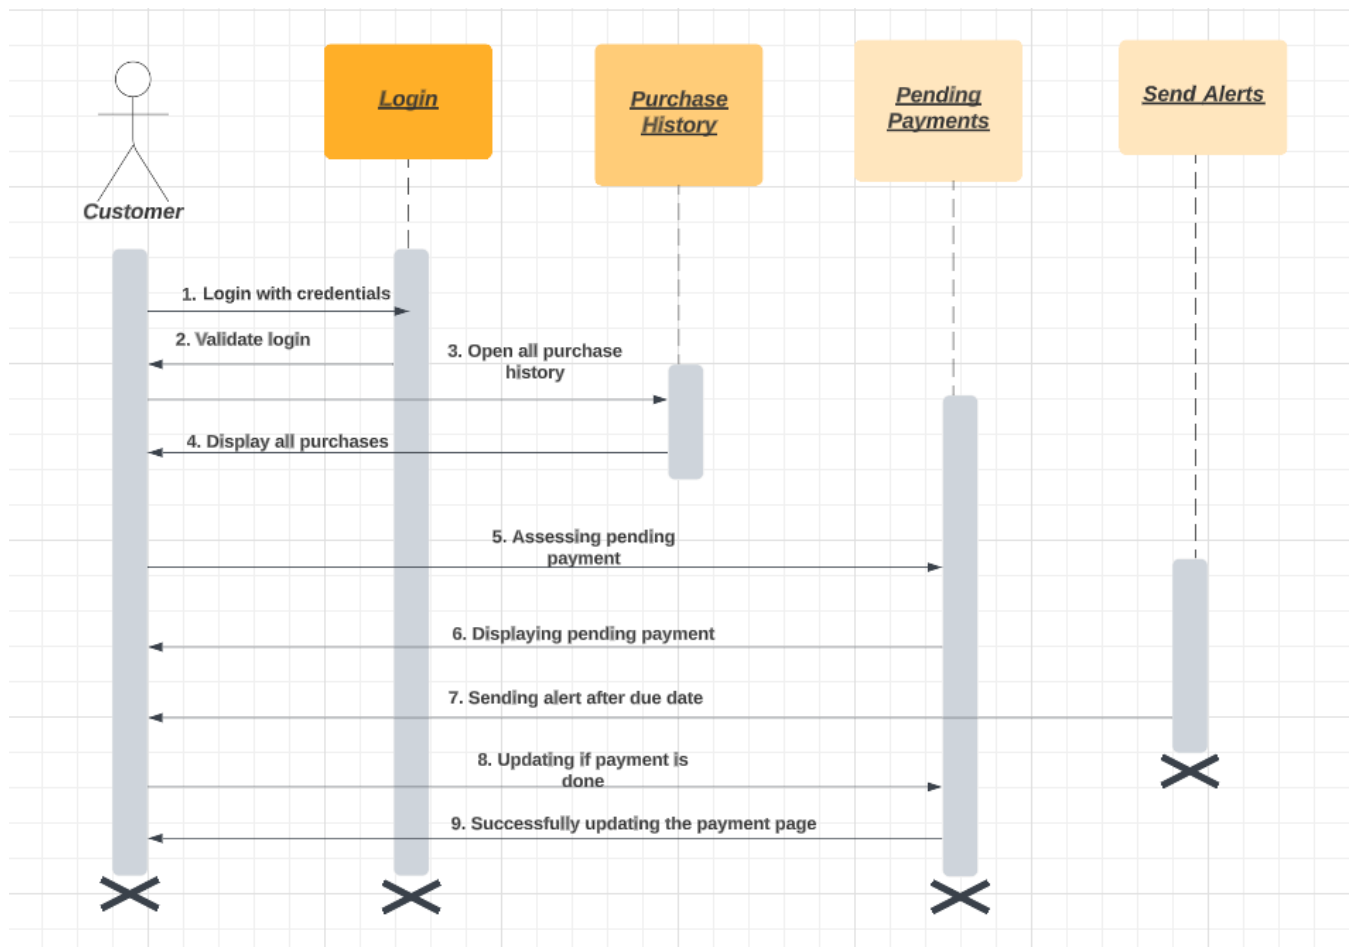 Login
Purchase
History
Pending
Payments
Send Alerts
Customer
1. Login with credentials
2. Validate login
3. Open all purchase
history
4. Display all purchases
5. Assessing pending
payment
6. Displaying pending payment
7. Sending alert after due date
8. Updating if payment is
done
9. Successfully updating the payment page